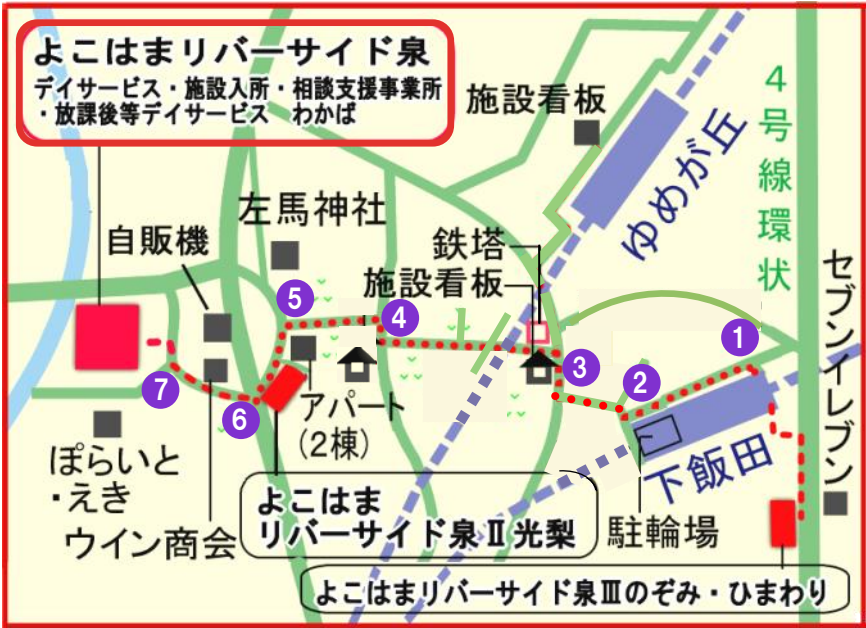 よこはまリバーサイド泉
デイサービス・施設入所・相談支援事業所
・放課後等デイサービス わかば
施設看板
ゆめが丘
4号線環状
左馬神社
自販機
鉄塔
施設看板
セブンイレブン
1
2
3
4
5
6
7
アパート
(2棟)
ぽらいと
・えき
ウイン商会
下飯田
駐輪場
よこはま
リバーサイド泉Ⅱ光梨
よこはまリバーサイド泉Ⅲのぞみ・ひまわり